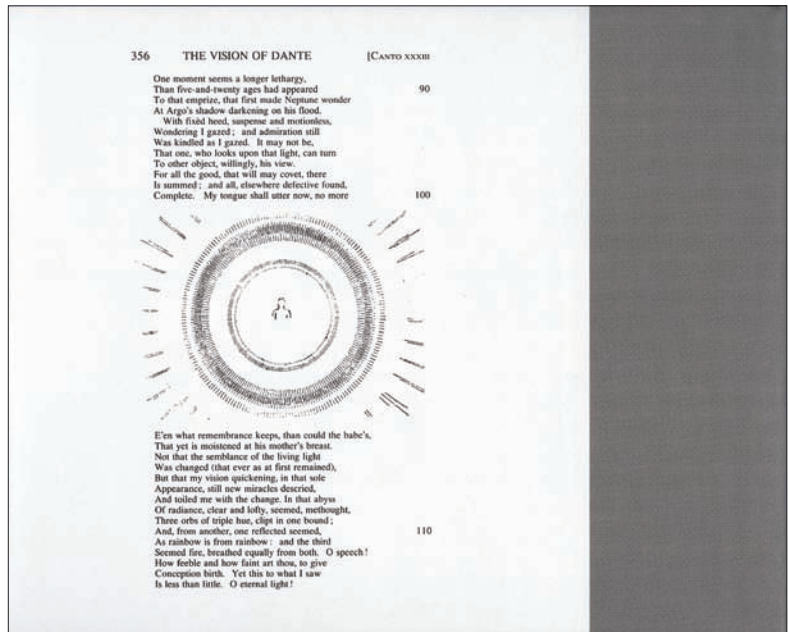 356 THE VISION OF DANTE [CANTO XXXIII
One moment seems a longer lethargy,
Than five-and-twenty ages had appeared 90
To that emprize, that first made Neptune wonder
At Argo's shadow darkening on his flood.
With fixèd heed, suspense and motionless,
Wondering I gazed; and admiration still
Was kindled as I gazed. It may not be,
That one, who looks upon that light, can turn
To other object, willingly, his view.
For all the good, that will may covet, there
Is summed; and all, elsewhere defective found,
Complete. My tongue shall utter now, no more 100
E'en what remembrance keeps, than could the babe's,
That yet is moistened at his mother's breast.
Not that the semblance of the living light
Was changed (that ever as at first remained),
But that my vision quickening, in that sole
Appearance, still new miracles descried,
And toiled me with the change. In that abyss
Of radiance, clear and lofty, seemed, methought,
Three orbs of triple hue, clipt in one bound;
And, from another, one reflected seemed, 110
As rainbow is from rainbow: and the third
Seemed fire, breathed equally from both. O speech!
How feeble and how faint art thou, to give
Conception birth. Yet this to what I saw
Is less than little. O eternal light!